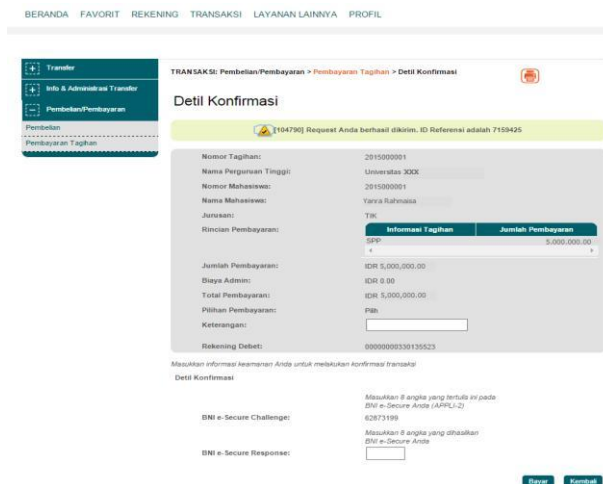 BERANDA FAVORIT REKENING TRANSAKSI LAYANAN LAINNYA PROFIL
Transfer
Info & Administrasi Transfer
Pembelian/Pembayaran
Pembelian
Pembayaran Tagihan
TRANSAKSI: Pembelian/Pembayaran > Pembayaran Tagihan > Detil Konfirmasi
Detil Konfirmasi
[104790] Request Anda berhasil dikirim. ID Referensi adalah 7159425
Nomor Tagihan: 2015000001
Nama Perguruan Tinggi: Universitas XXX
Nomor Mahasiswa: 2015000001
Nama Mahasiswa: Yanra Rahmasa
Jurusan: TIK
Rincian Pembayaran: Informasi Tagihan Jumlah Pembayaran
SPP 5.000.000.00
Jumlah Pembayaran: IDR 5,000,000.00
Biaya Admin: IDR 0.00
Total Pembayaran: IDR 5,000,000.00
Pilihan Pembayaran: Pilih
Keterangan:
Rekening Debet: 00000000330135523
Masukkan informasi keamanan Anda untuk melakukan konfirmasi transaksi
Detil Konfirmasi
Masukkan 8 angka yang tertulis ini pada
BNI e-Secure Anda (APPLI-2)
BNI e-Secure Challenge: 62873199
Masukkan 8 angka yang dihasilkan
BNI e-Secure Anda
BNI e-Secure Response:
Bayar Kembali